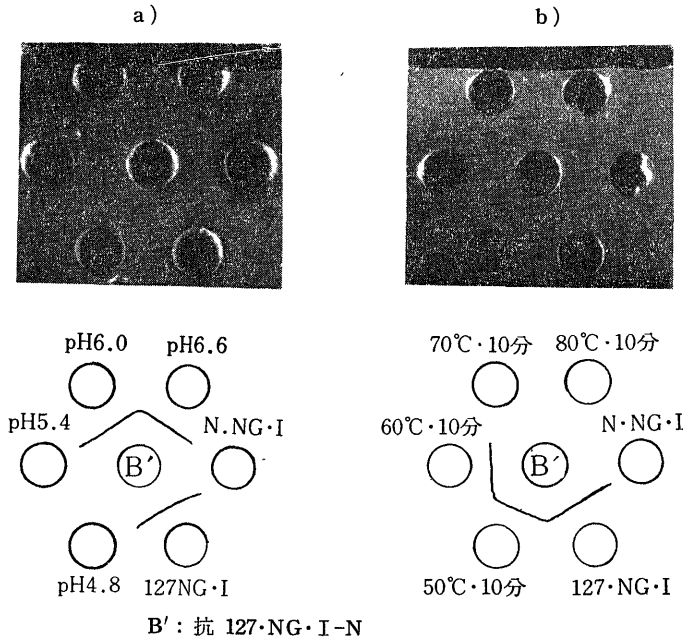 a)
b)
pH6.0 pH6.6
pH5.4 N.NG·I
B′
pH4.8 127NG·I
70℃·10分 80℃·10分
60℃·10分 N·NG·I
B′
50℃·10分 127·NG·I
B′: 抗 127·NG·I-N